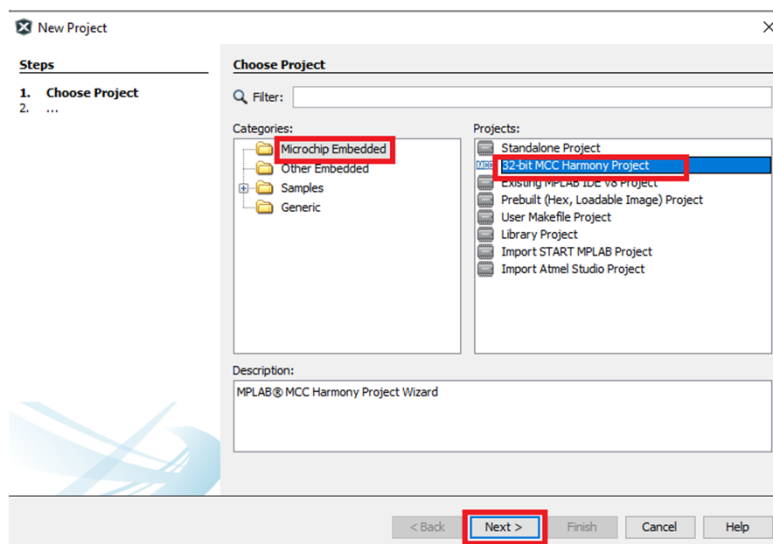 New Project
Steps
1. Choose Project
2. ...
Choose Project
Filter:
Categories:
Microchip Embedded
Other Embedded
Samples
Generic
Projects:
Standalone Project
MCC 32-bit MCC Harmony Project
Existing MPLAB IDE v8 Project
Prebuilt (Hex, Loadable Image) Project
User Makefile Project
Library Project
Import START MPLAB Project
Import Atmel Studio Project
Description:
MPLAB® MCC Harmony Project Wizard
< Back
Next >
Finish
Cancel
Help